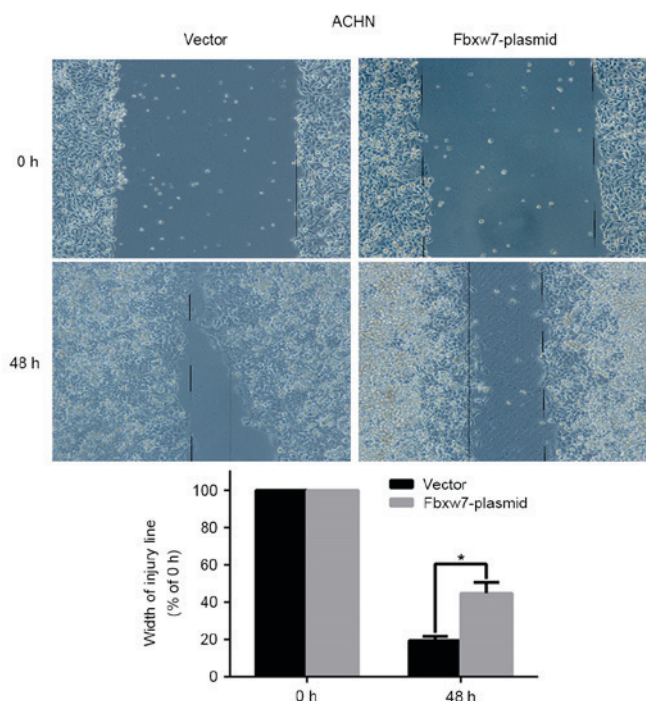 ACHN
Vector
Fbxw7-plasmid
0 h
48 h
Width of injury line
(% of 0 h)
100
80
60
40
20
0
Vector
Fbxw7-plasmid
*
0 h
48 h